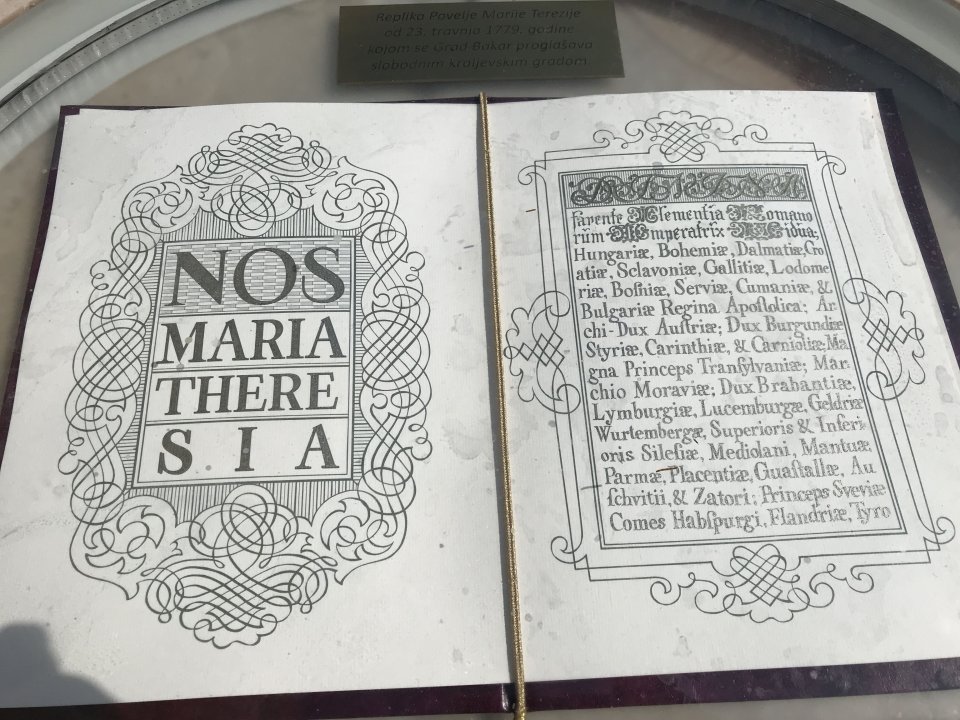 Replika Povelje Marije Terezije
od 23. travnja 1779. godine
kojom se Grad Bakar proglašava
slobodnim kraljevskim gradom.
NOS
MARIA
THERE
SIA
favente Clementia Romano
rűm Imperatrix Vidua;
Hungariæ, Bohemiæ, Dalmatiæ, Cro
atiæ, Sclavoniæ, Gallitiæ, Lodome
riæ, Boſniæ, Serviæ, Cumaniæ, &
Bulgariæ Regina Apoſtolica; Ar-
chi-Dux Auſtriæ; Dux Burgundiæ
Styriæ, Carinthiæ, & Carnioliæ; Ma
gna Princeps Tranſylvaniæ; Mar-
chio Moraviæ; Dux Brabantiæ,
Lymburgiæ, Lucemburgæ, Geldriæ
Wurtembergæ, Superioris & Inferi-
oris Sileſiæ, Mediolani, Mantuæ,
Parmæ, Placentiæ, Guaſtallæ, Au
ſchvitii, & Zatori; Princeps Sveviæ
Comes Habſpurgi, Flandriæ, Tyro